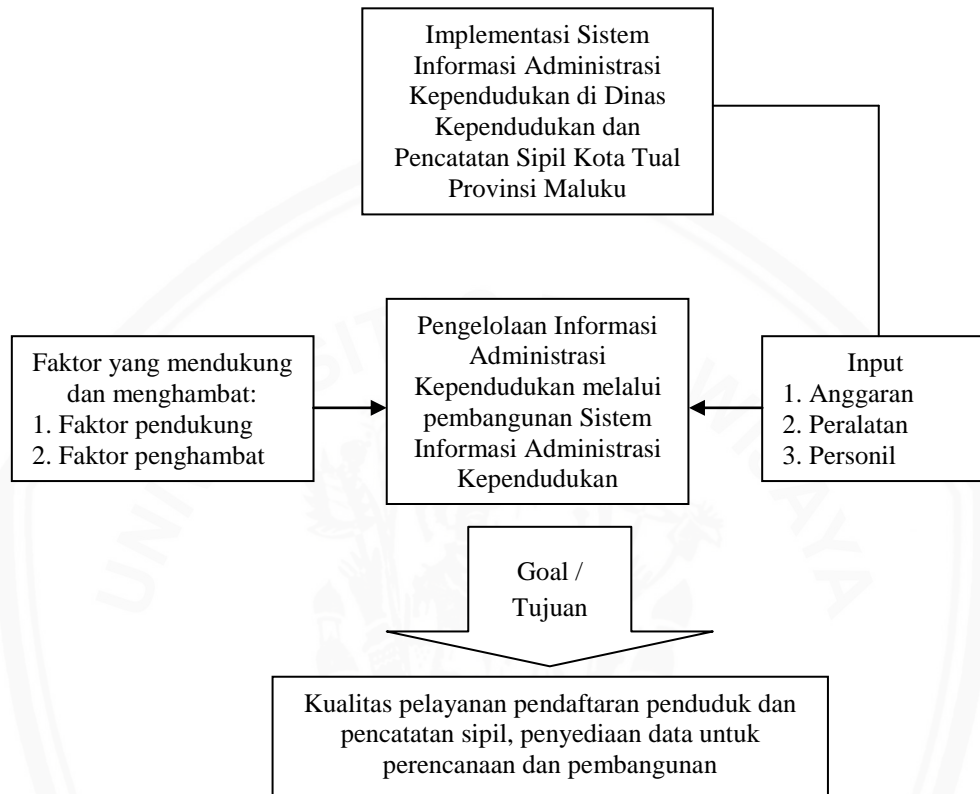 Implementasi Sistem
Informasi Administrasi
Kependudukan di Dinas
Kependudukan dan
Pencatatan Sipil Kota Tual
Provinsi Maluku
Faktor yang mendukung
dan menghambat:
1. Faktor pendukung
2. Faktor penghambat
Pengelolaan Informasi
Administrasi
Kependudukan melalui
pembangunan Sistem
Informasi Administrasi
Kependudukan
Input
1. Anggaran
2. Peralatan
3. Personil
Goal /
Tujuan
Kualitas pelayanan pendaftaran penduduk dan
pencatatan sipil, penyediaan data untuk
perencanaan dan pembangunan